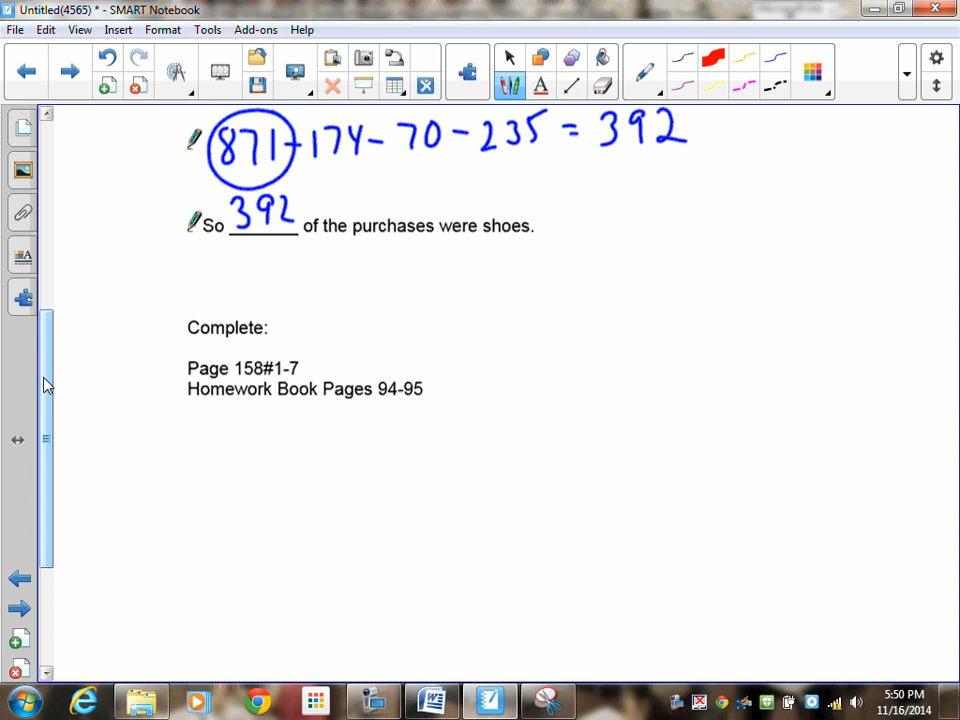 Untitled(4565) * - SMART Notebook
File Edit View Insert Format Tools Add-ons Help
871 - 174 - 70 - 235 = 392
So 392 of the purchases were shoes.
Complete:
Page 158#1-7
Homework Book Pages 94-95
5:50 PM
11/16/2014